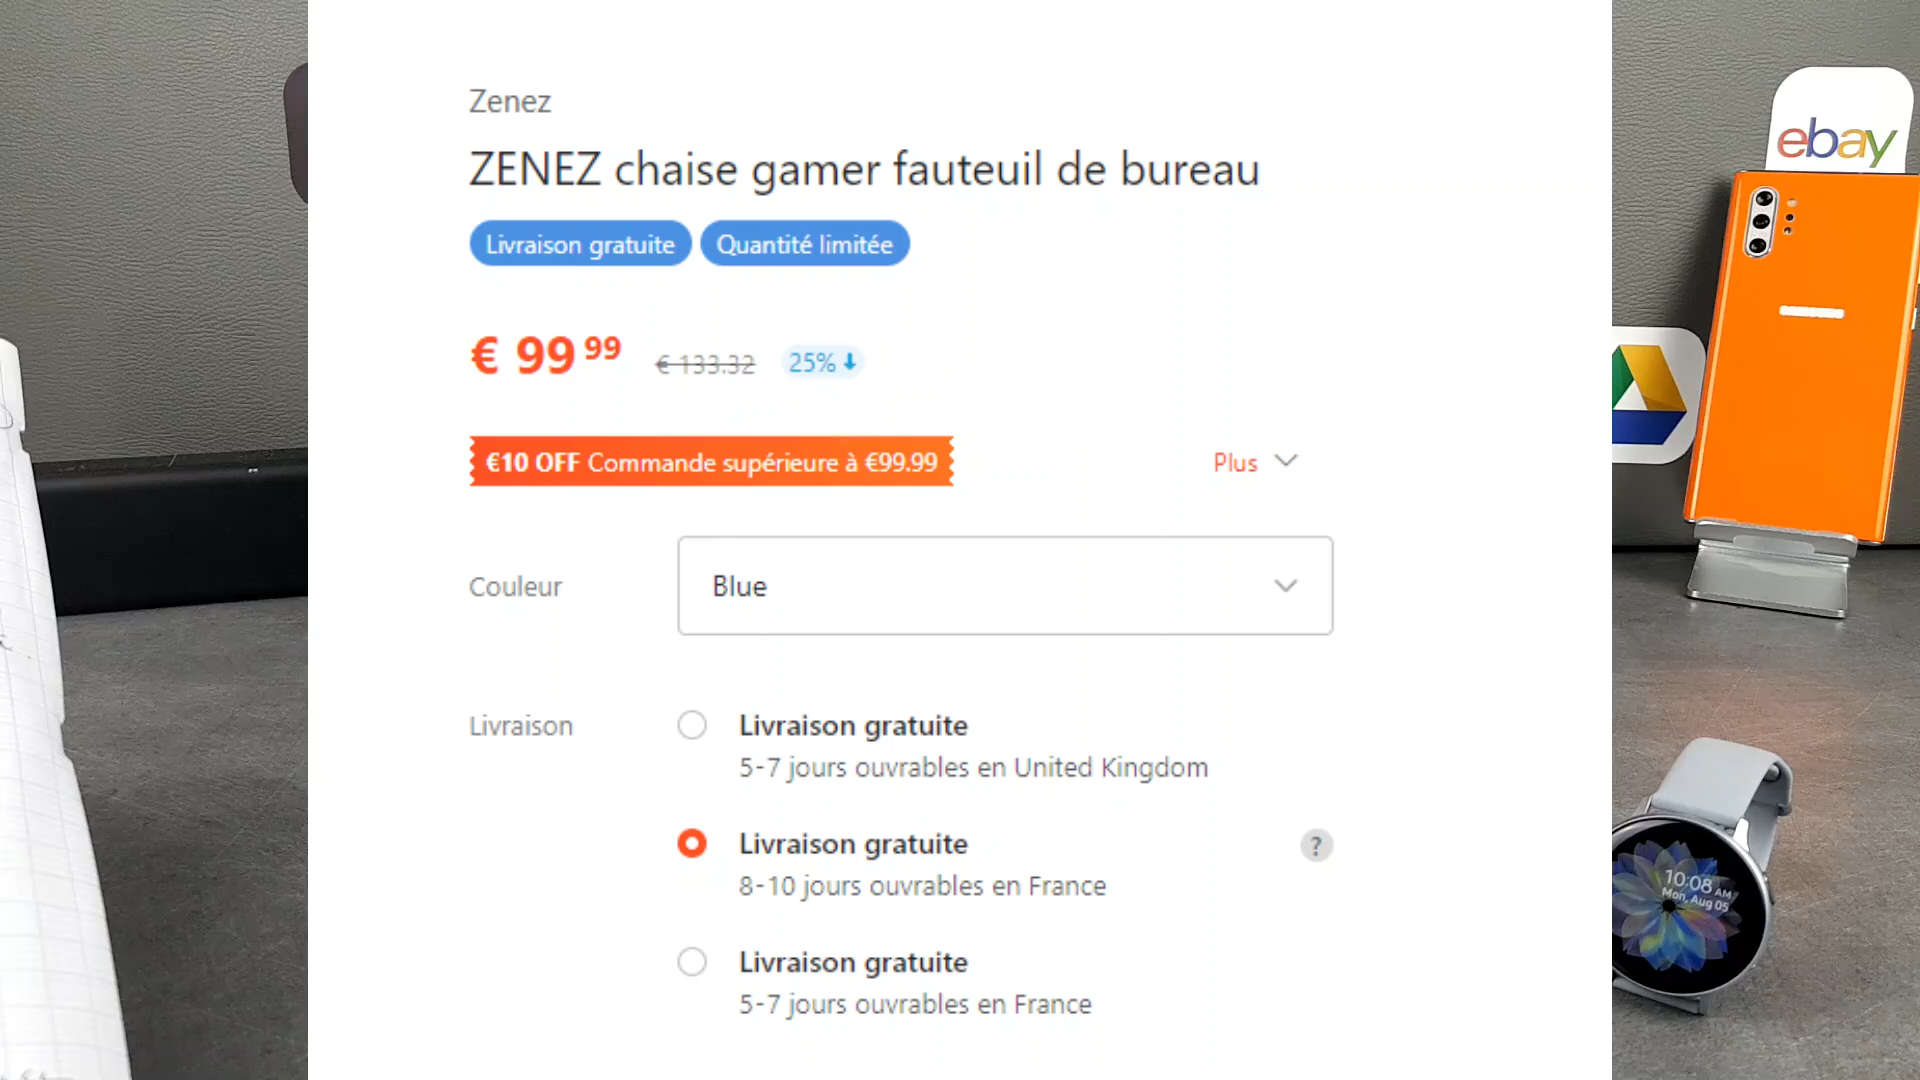 Zenez
ZENEZ chaise gamer fauteuil de bureau
Livraison gratuite
Quantité limitée
€ 99 99
€ 133.32
25%
€10 OFF Commande supérieure à €99.99
Plus
Couleur
Blue
Livraison
Livraison gratuite
5-7 jours ouvrables en United Kingdom
Livraison gratuite
?
8-10 jours ouvrables en France
Livraison gratuite
5-7 jours ouvrables en France
ebay
SAMSUNG
10:08 AM
Mon, Aug 05